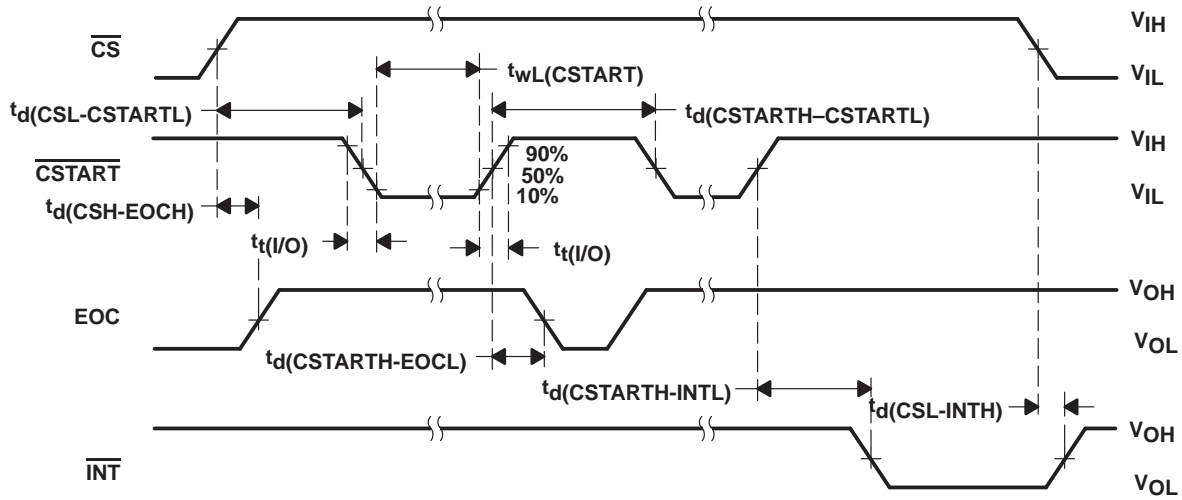 CS
VIH
VIL
twL(CSTART)
td(CSL-CSTARTL)
td(CSTARTH–CSTARTL)
CSTART
VIH
VIL
90%
50%
10%
td(CSH-EOCH)
tt(I/O)
tt(I/O)
EOC
VOH
VOL
td(CSTARTH-EOCL)
td(CSTARTH-INTL)
td(CSL-INTH)
INT
VOH
VOL